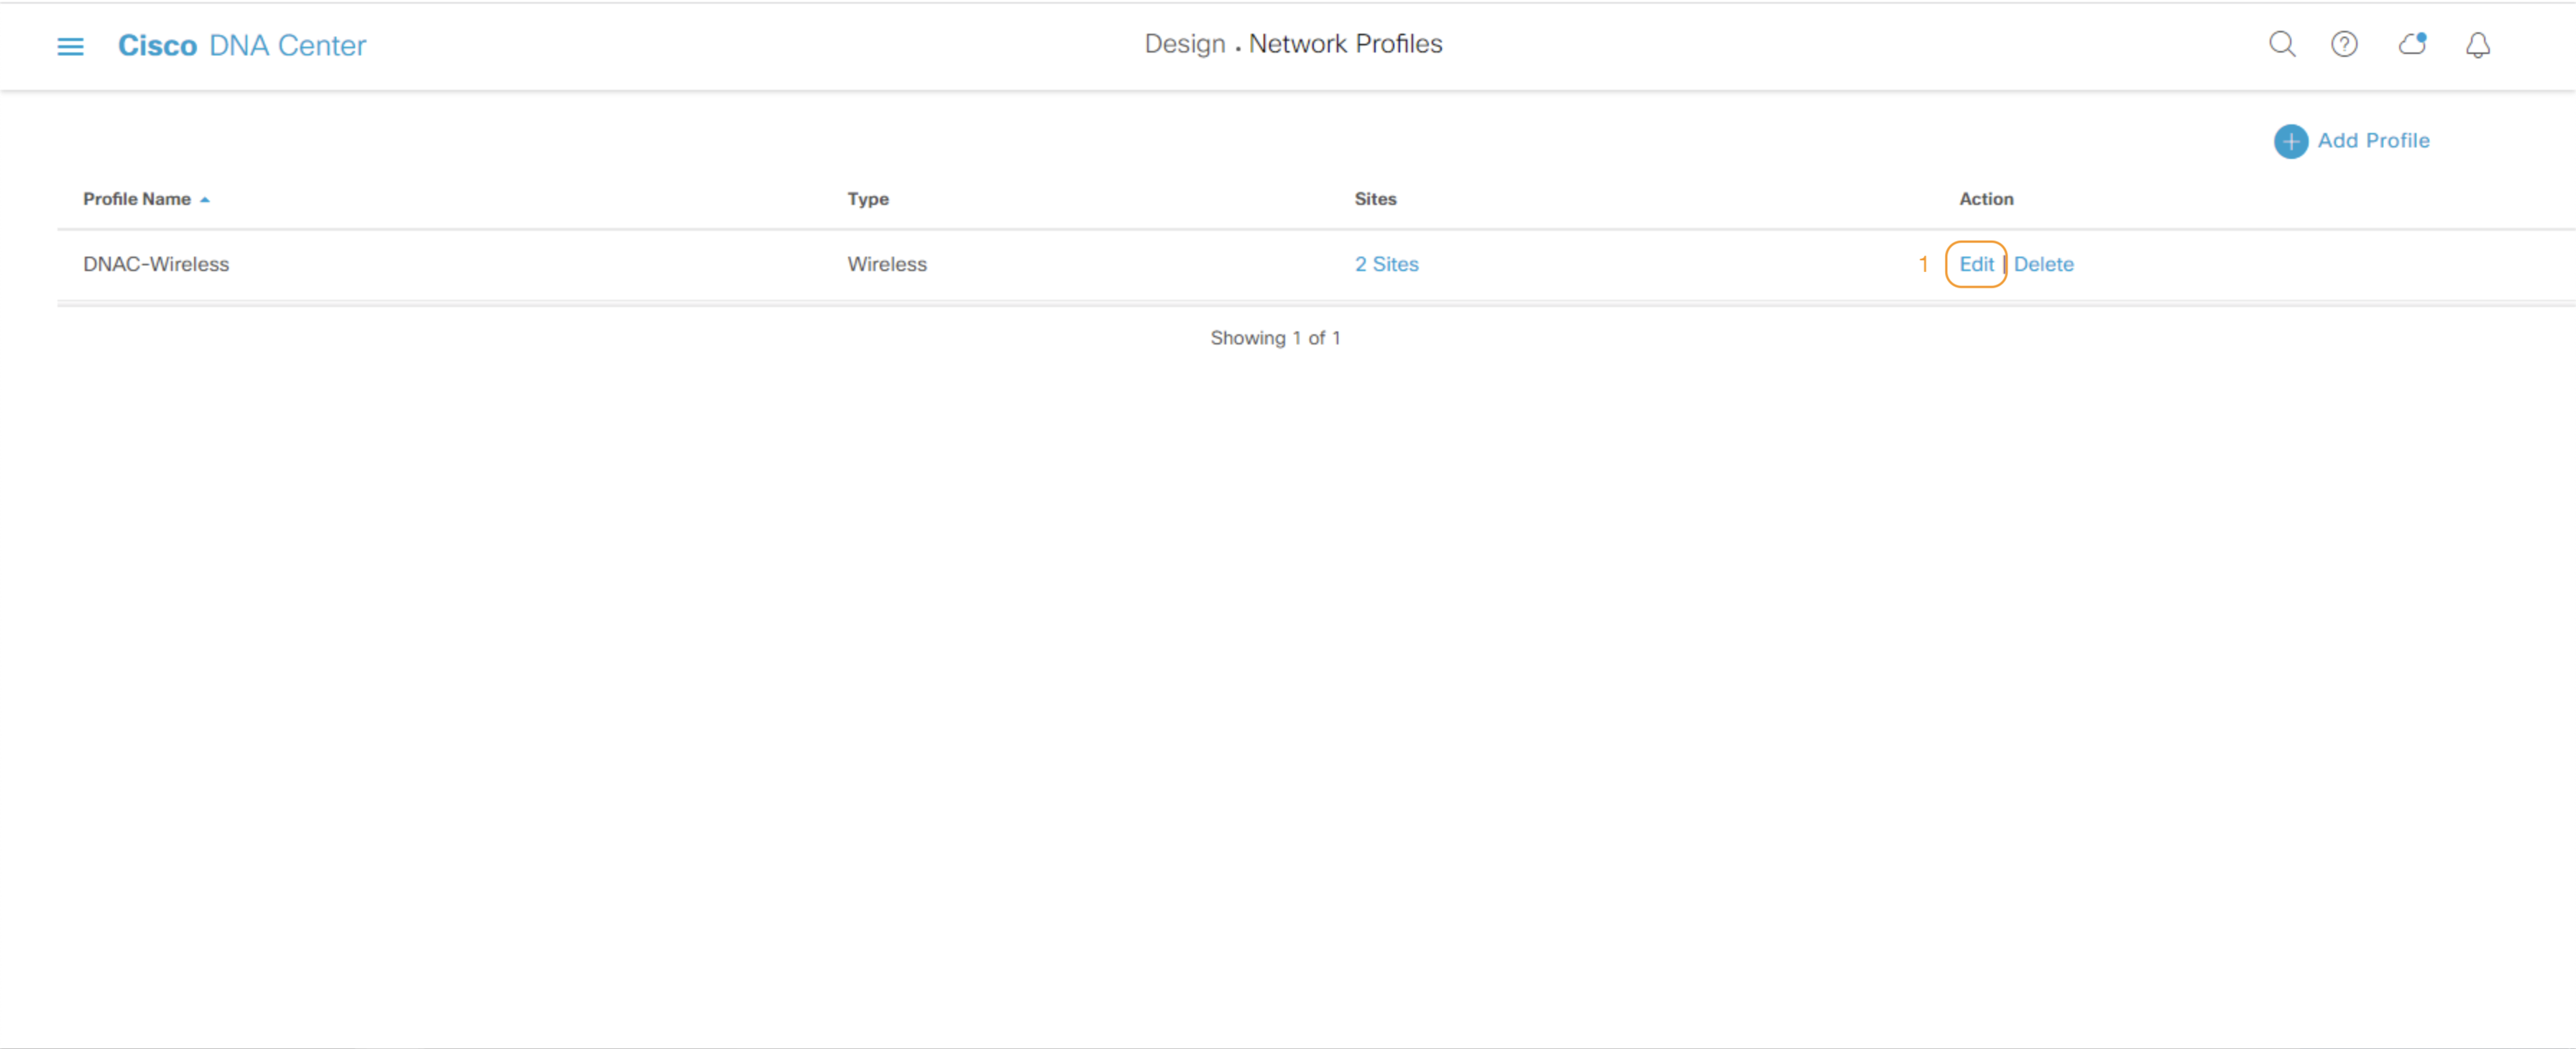 Cisco DNA Center
Design . Network Profiles
Add Profile
Profile Name Type Sites Action
DNAC-Wireless Wireless 2 Sites 1 Edit | Delete
Showing 1 of 1